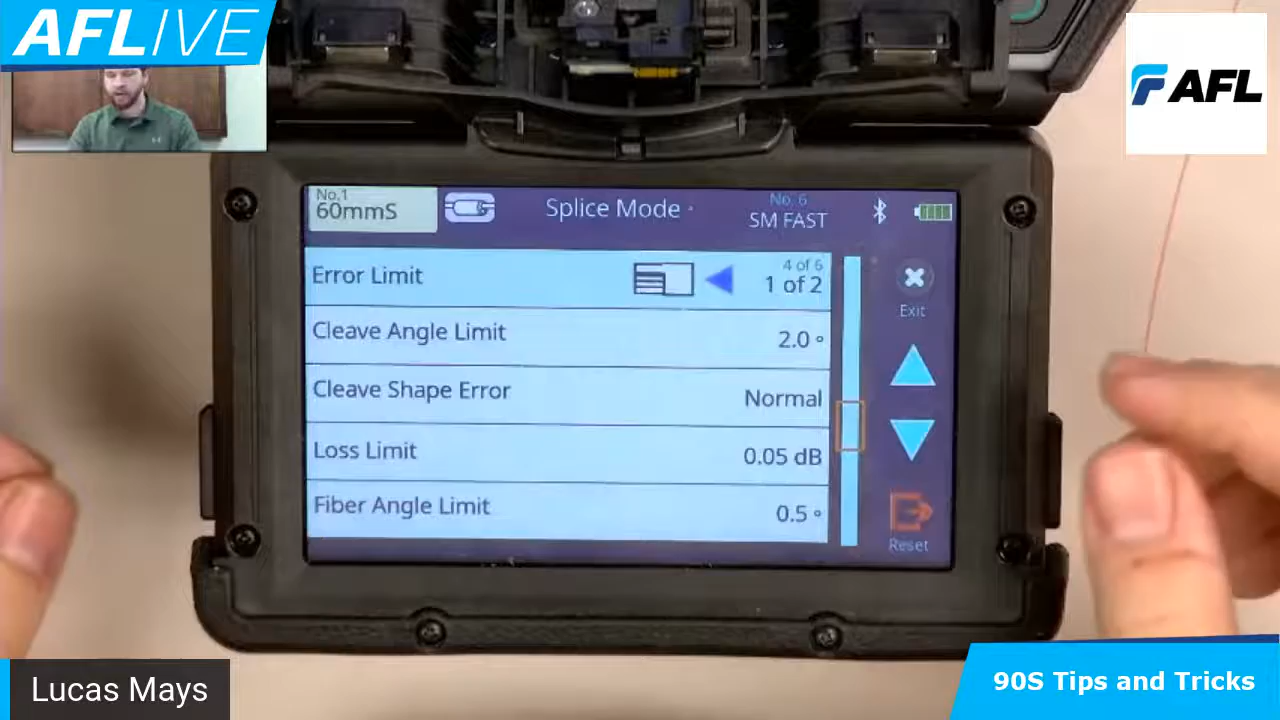 AFLIVE
AFL
No.1
60mmS
Splice Mode
No. 6
SM FAST
Error Limit
4 of 6
1 of 2
Exit
Cleave Angle Limit
2.0 °
Cleave Shape Error
Normal
Loss Limit
0.05 dB
Fiber Angle Limit
0.5 °
Reset
Lucas Mays
90S Tips and Tricks